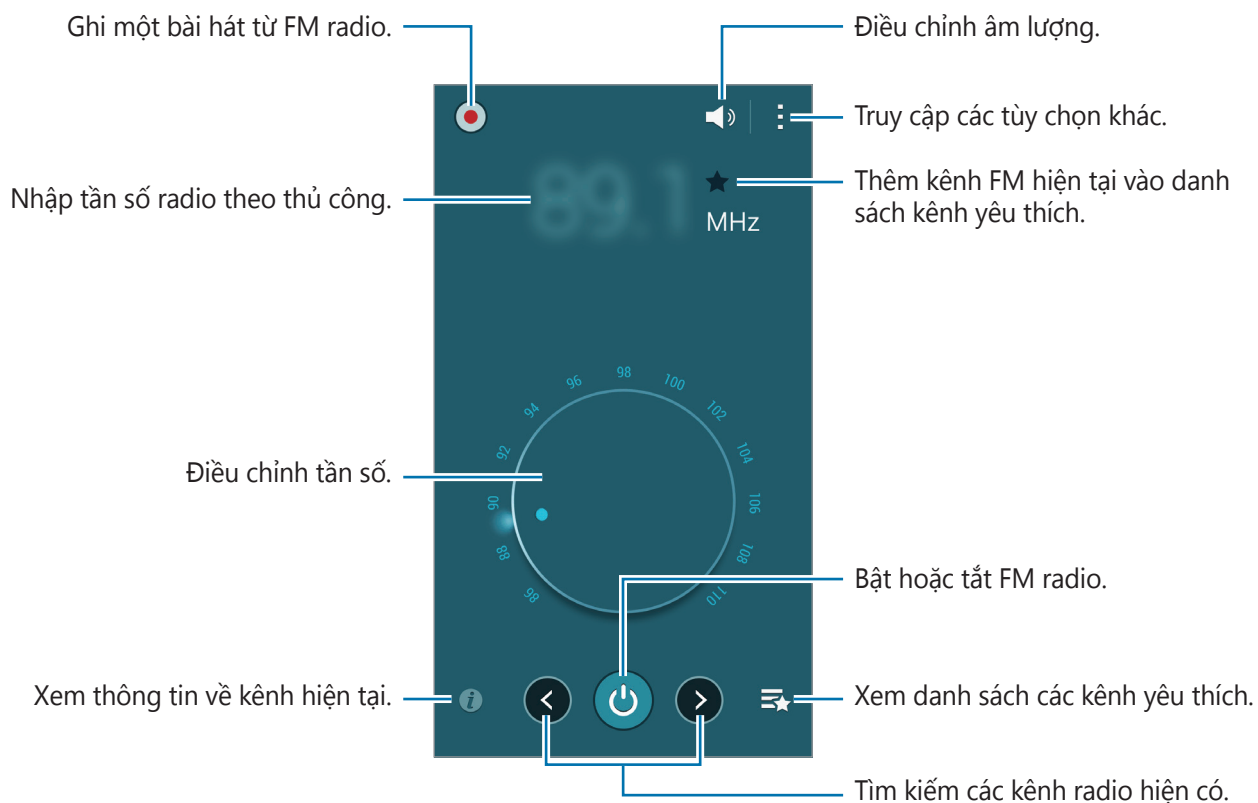 Ghi một bài hát từ FM radio.
Điều chỉnh âm lượng.
Truy cập các tùy chọn khác.
Nhập tần số radio theo thủ công.
89.1
MHz
Thêm kênh FM hiện tại vào danh
sách kênh yêu thích.
86
88
90
92
94
96
98
100
102
104
106
108
110
Điều chỉnh tần số.
Bật hoặc tắt FM radio.
Xem thông tin về kênh hiện tại.
Xem danh sách các kênh yêu thích.
Tìm kiếm các kênh radio hiện có.